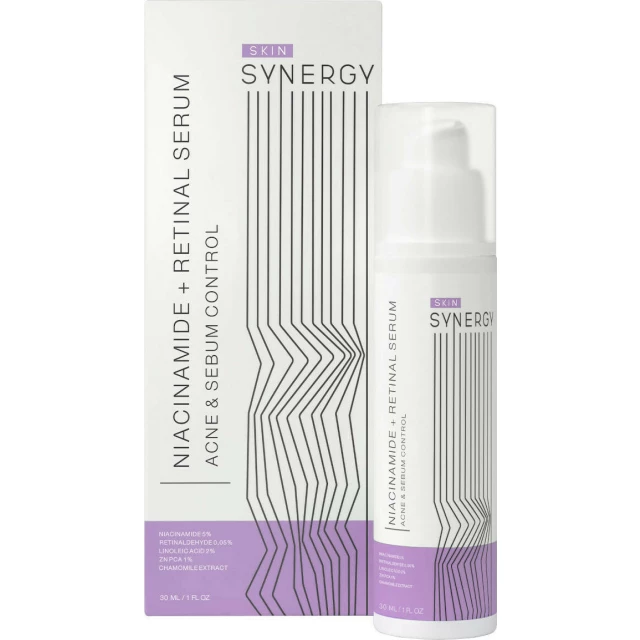 SKIN
SYNERGY
NIACINAMIDE + RETINAL SERUM
ACNE & SEBUM CONTROL
NIACINAMIDE 5%
RETINALDEHYDE 0,05%
LINOLEIC ACID 2%
ZN PCA 1%
CHAMOMILE EXTRACT
30 ML / 1 FL OZ
SKIN
SYNERGY
NIACINAMIDE + RETINAL SERUM
ACNE & SEBUM CONTROL
CHAMOMILE EXTRACT
30 ML / 1 FL OZ